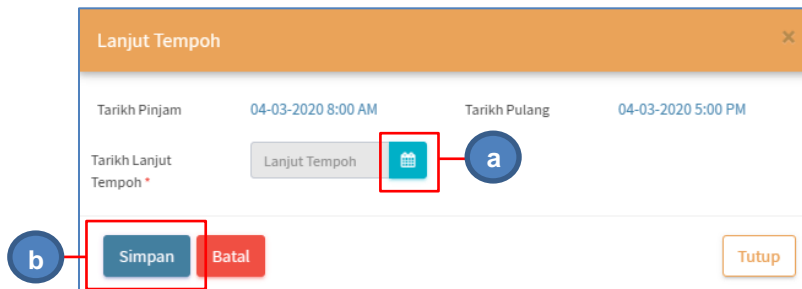 Lanjut Tempoh ×
Tarikh Pinjam 04-03-2020 8:00 AM Tarikh Pulang 04-03-2020 5:00 PM
Tarikh Lanjut
Tempoh * Lanjut Tempoh a
b Simpan Batal Tutup